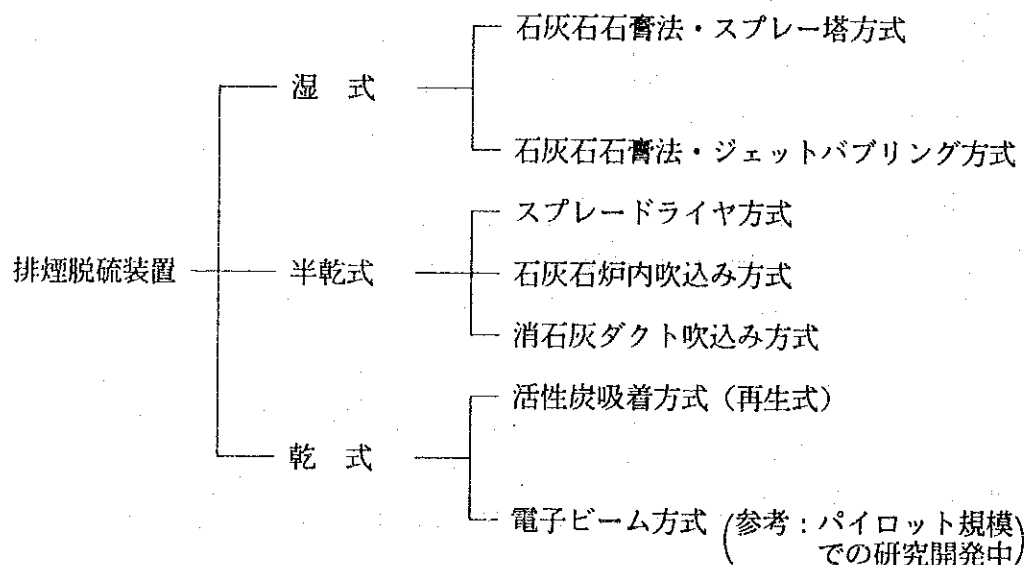 石灰石石膏法・スプレー塔方式
湿　式
石灰石石膏法・ジェットバブリング方式
スプレードライヤ方式
排煙脱硫装置
半乾式
石灰石炉内吹込み方式
消石灰ダクト吹込み方式
活性炭吸着方式（再生式）
乾　式
電子ビーム方式（参考：パイロット規模
での研究開発中）